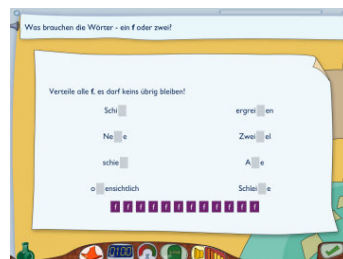 Was brauchen die Wörter - ein f oder zwei?
Verteile alle f, es darf keins übrig bleiben!
Schi ergrei en
Ne e Zwei el
schie A e
o ensichtlich Schlei e
f f f f f f f f f f f f
0100